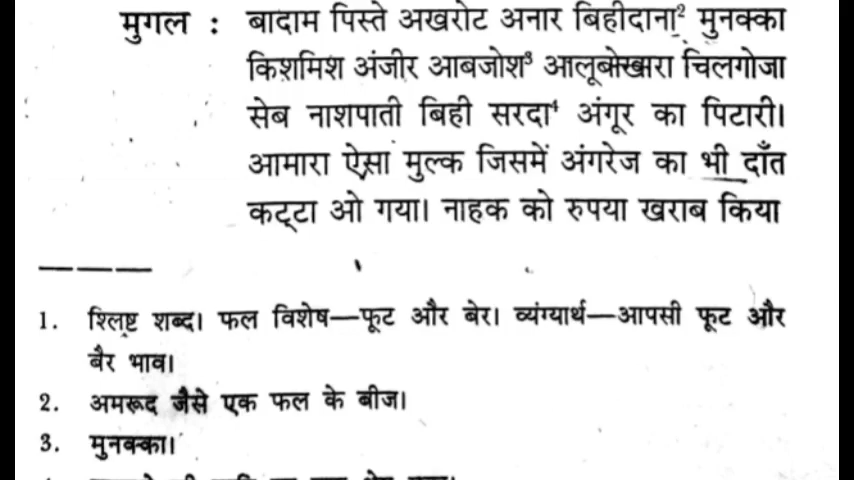 मुगल : बादाम पिस्ते अखरोट अनार बिहीदाना² मुनक्का
किशमिश अंजीर आबजोश³ आलूबोखारा चिलगोजा
सेब नाशपाती बिही सरदा⁴ अंगूर का पिटारी।
आमारा ऐसा मुल्क जिसमें अंगरेज का भी दाँत
कट्टा ओ गया। नाहक को रुपया खराब किया
1. श्लिष्ट शब्द। फल विशेष—फूट और बेर। व्यंग्यार्थ—आपसी फूट और
बैर भाव।
2. अमरूद जैसे एक फल के बीज।
3. मुनक्का।